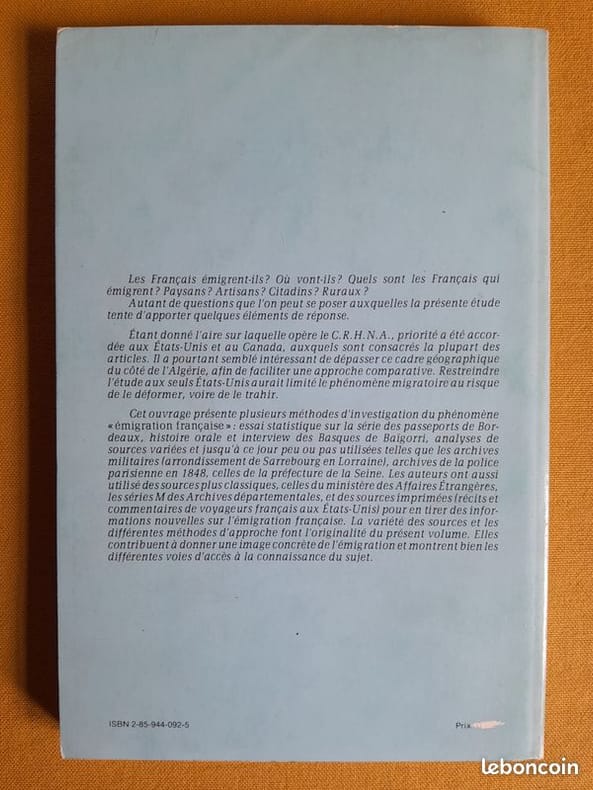 Les Français émigrent-ils? Où vont-ils? Quels sont les Français qui
émigrent? Paysans? Artisans? Citadins? Ruraux?
Autant de questions que l'on peut se poser auxquelles la présente étude
tente d'apporter quelques éléments de réponse.
Étant donné l'aire sur laquelle opère le C.R.H.N.A., priorité a été accor-
dée aux États-Unis et au Canada, auxquels sont consacrés la plupart des
articles. Il a pourtant semblé intéressant de dépasser ce cadre géographique
du côté de l'Algérie, afin de faciliter une approche comparative. Restreindre
l'étude aux seuls États-Unis aurait limité le phénomène migratoire au risque
de le déformer, voire de le trahir.
Cet ouvrage présente plusieurs méthodes d'investigation du phénomène
«émigration française»: essai statistique sur la série des passeports de Bor-
deaux, histoire orale et interview des Basques de Baigorri, analyses de
sources variées et jusqu'à ce jour peu ou pas utilisées telles que les archives
militaires (arrondissement de Sarrebourg en Lorraine), archives de la police
parisienne en 1848, celles de la préfecture de la Seine. Les auteurs ont aussi
utilisé des sources plus classiques, celles du ministère des Affaires Étrangères,
les séries M des Archives départementales, et des sources imprimées (récits et
commentaires de voyageurs français aux États-Unis) pour en tirer des infor-
mations nouvelles sur l'émigration française. La variété des sources et les
différentes méthodes d'approche font l'originalité du présent volume. Elles
contribuent à donner une image concrète de l'émigration et montrent bien les
différentes voies d'accès à la connaissance du sujet.
ISBN 2-85-944-092-5
Prix
leboncoin